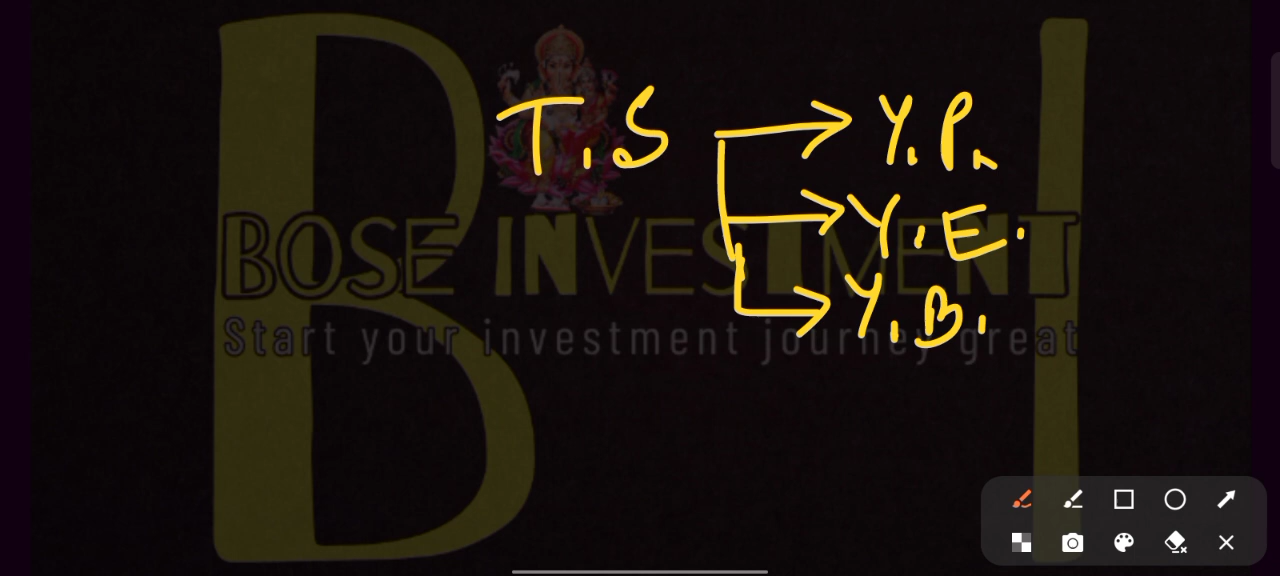 T.S → Y.P.
→ Y.E.
→ Y.B.
BOSE INVESTMENT
Start your investment journey great